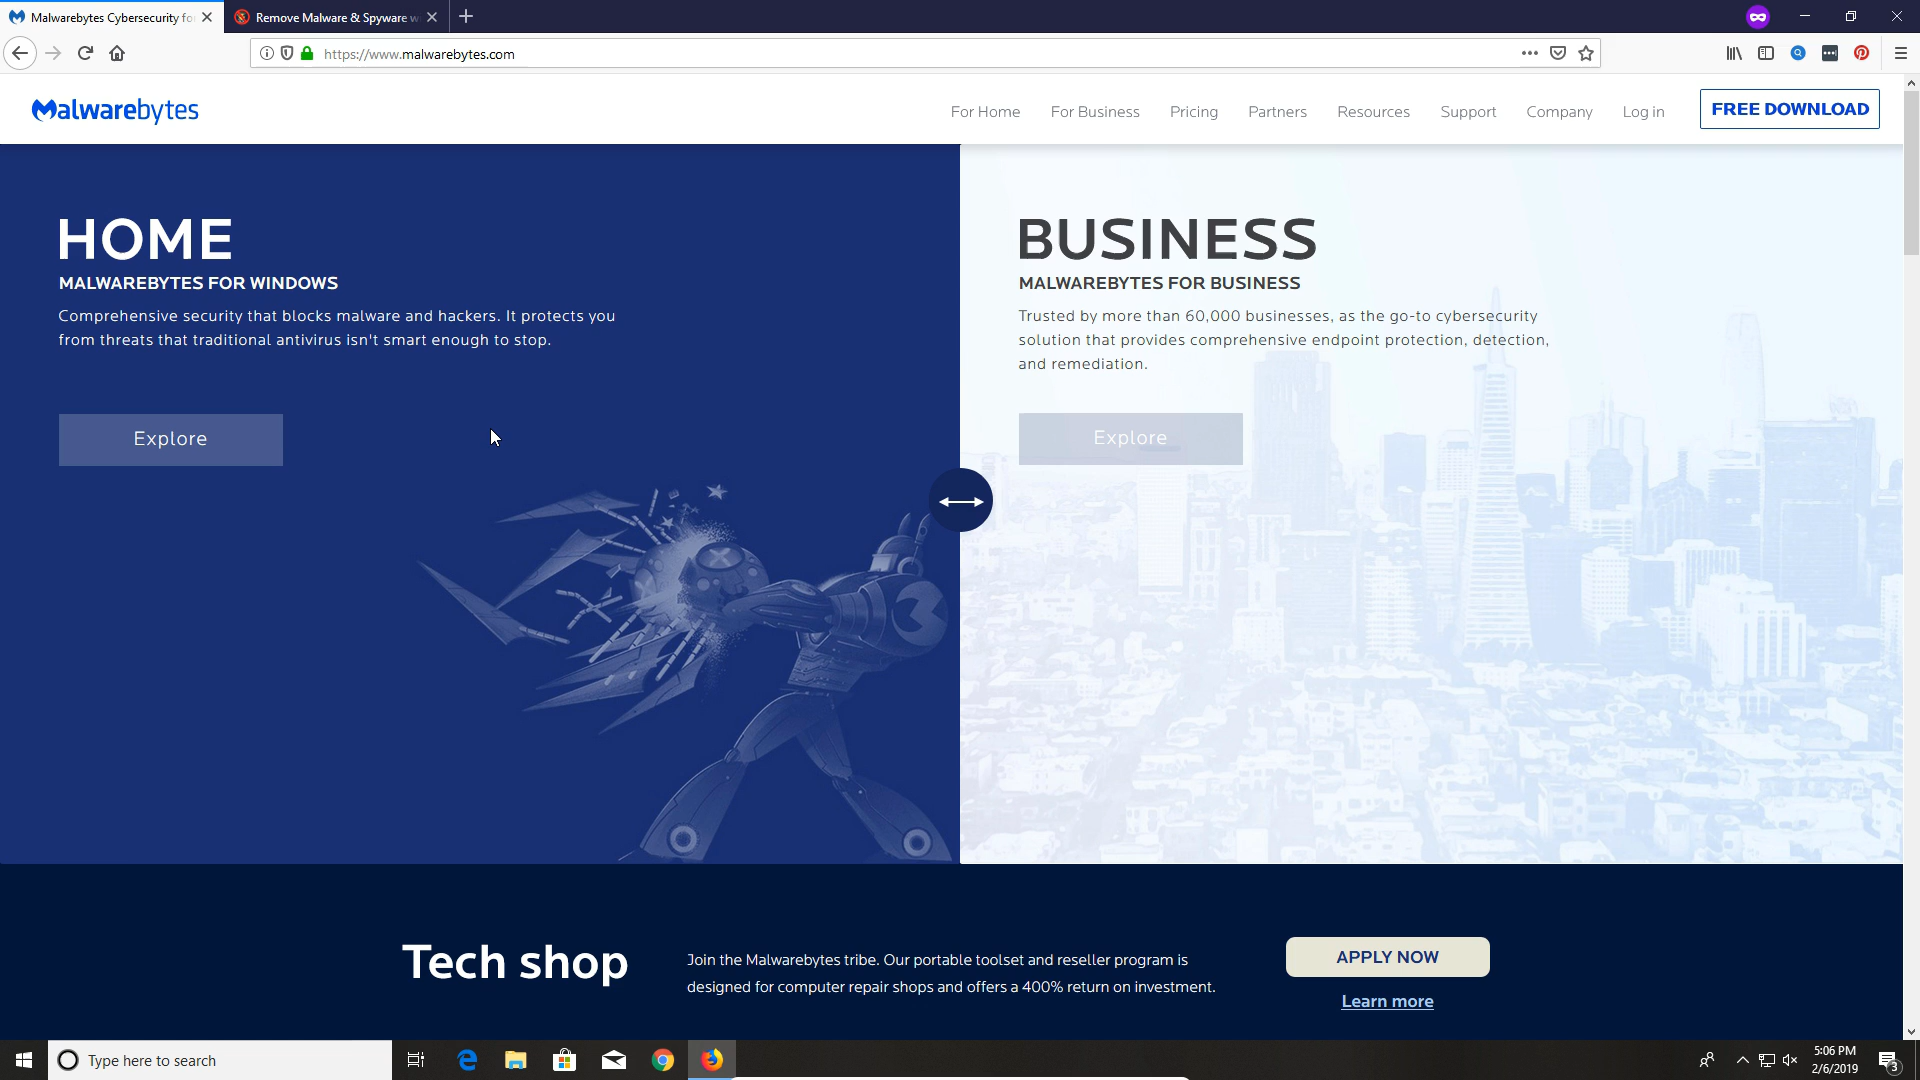 Malwarebytes Cybersecurity fo
Remove Malware & Spyware w
https://www.malwarebytes.com
Malwarebytes
For Home
For Business
Pricing
Partners
Resources
Support
Company
Log in
FREE DOWNLOAD
HOME
MALWAREBYTES FOR WINDOWS
Comprehensive security that blocks malware and hackers. It protects you
from threats that traditional antivirus isn't smart enough to stop.
Explore
BUSINESS
MALWAREBYTES FOR BUSINESS
Trusted by more than 60,000 businesses, as the go-to cybersecurity
solution that provides comprehensive endpoint protection, detection,
and remediation.
Explore
Tech shop
Join the Malwarebytes tribe. Our portable toolset and reseller program is
designed for computer repair shops and offers a 400% return on investment.
APPLY NOW
Learn more
Type here to search
5:06 PM
2/6/2019
3